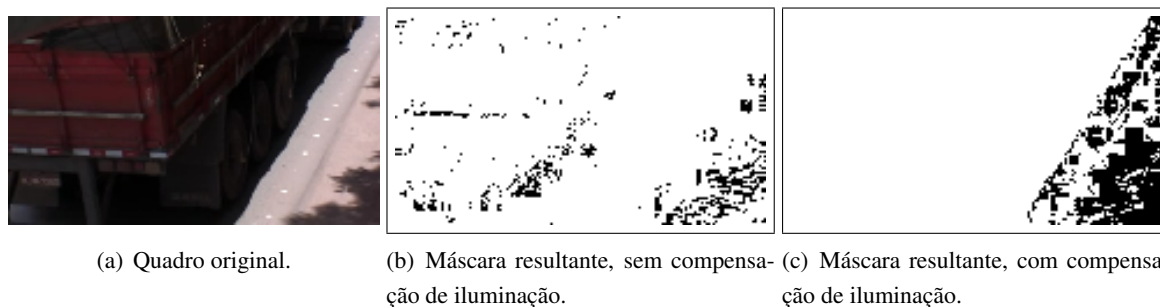 (a) Quadro original.
(b) Máscara resultante, sem compensa-
ção de iluminação.
(c) Máscara resultante, com compensa-
ção de iluminação.